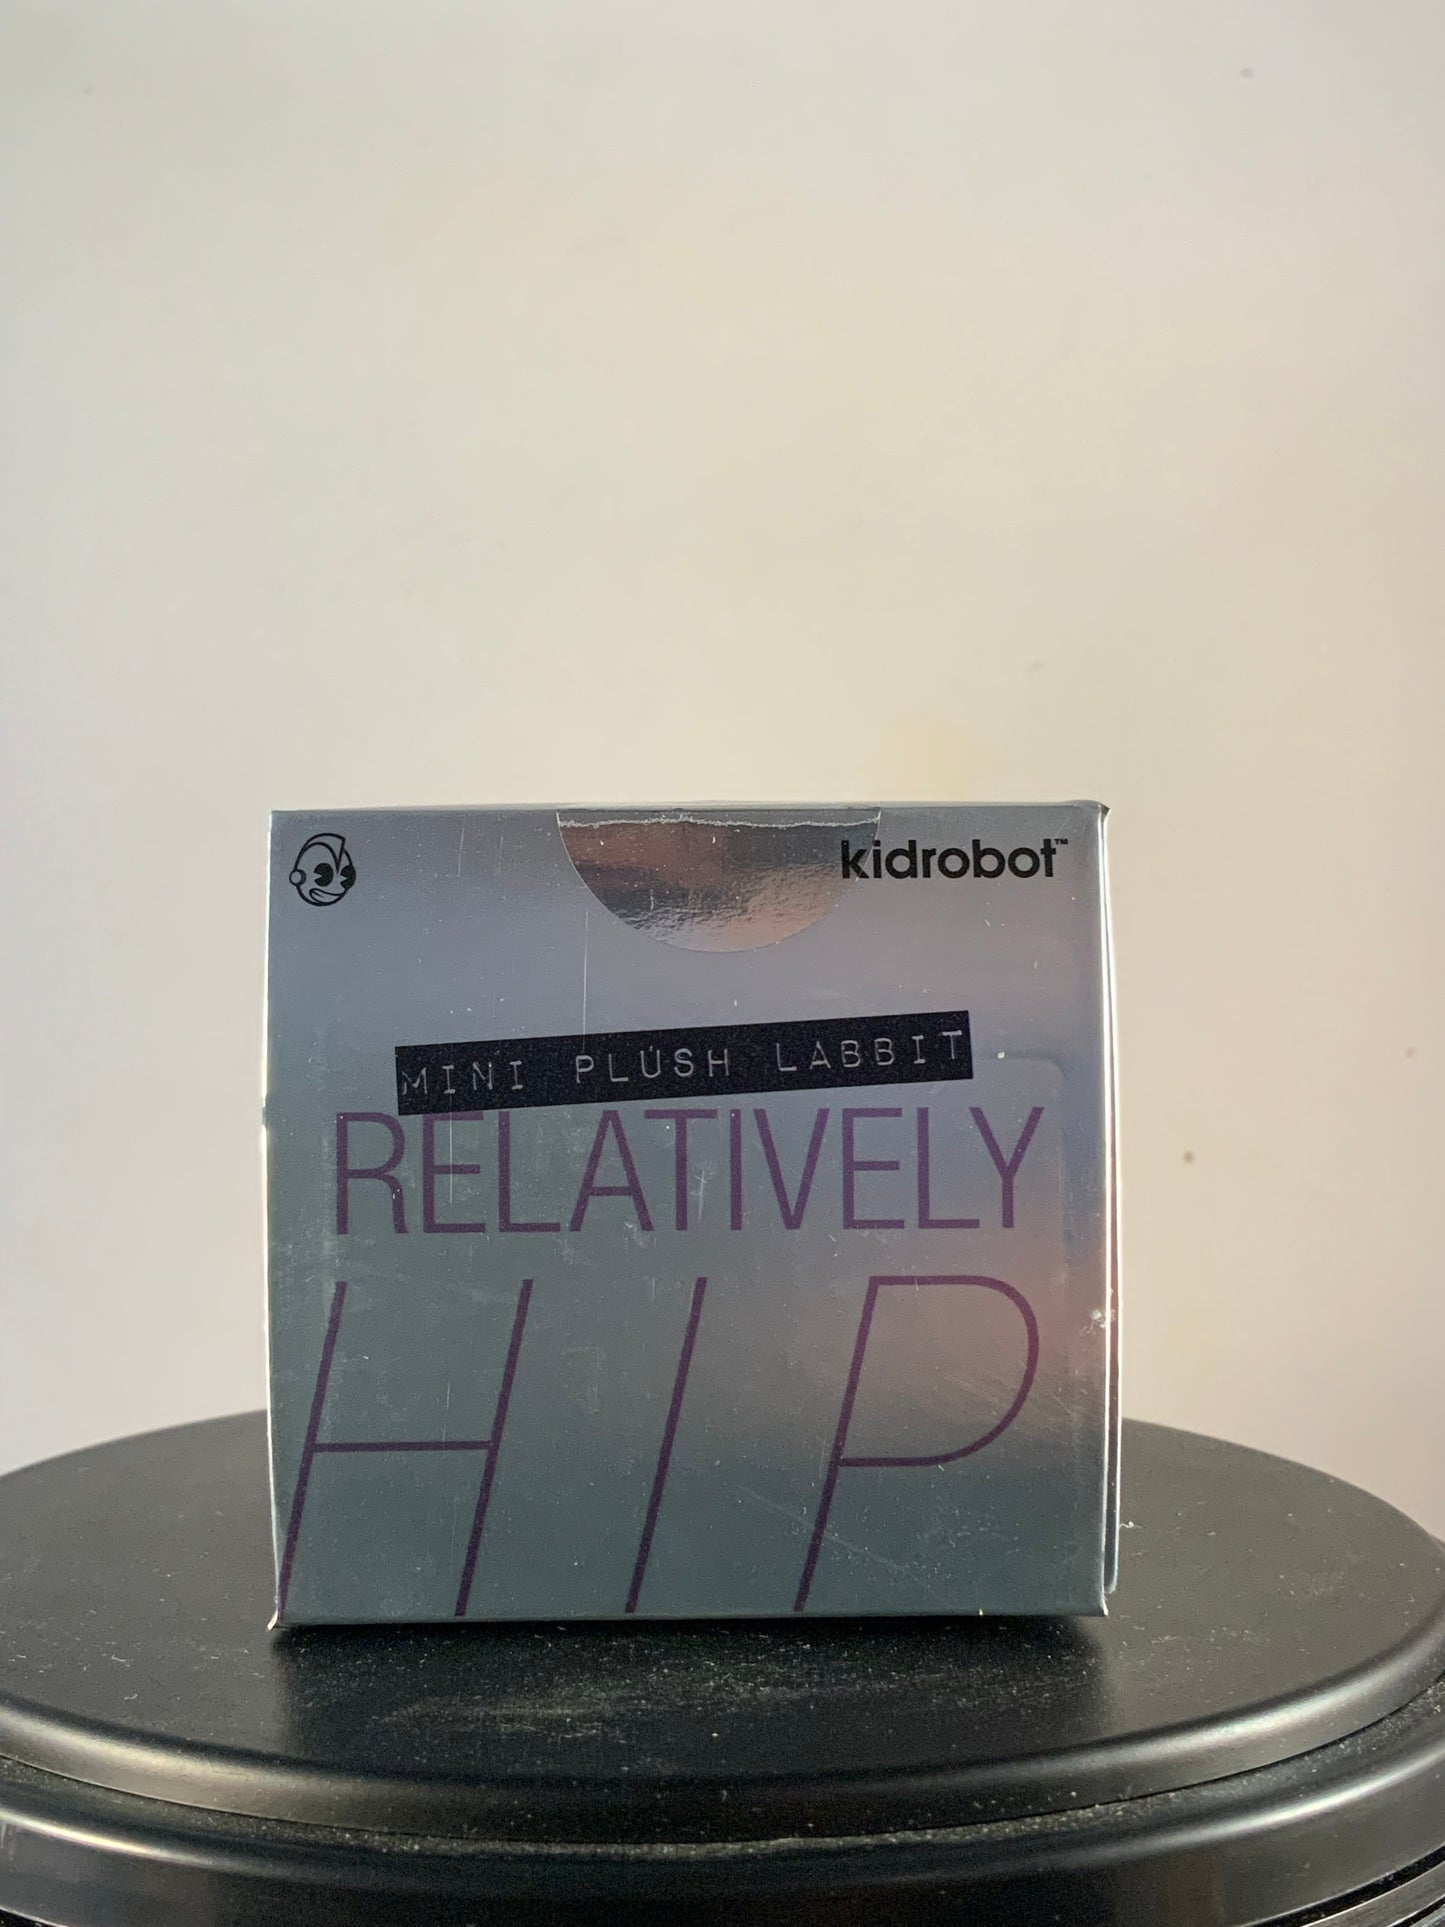 kidrobot™
MINI PLUSH LABBIT
RELATIVELY
HIP